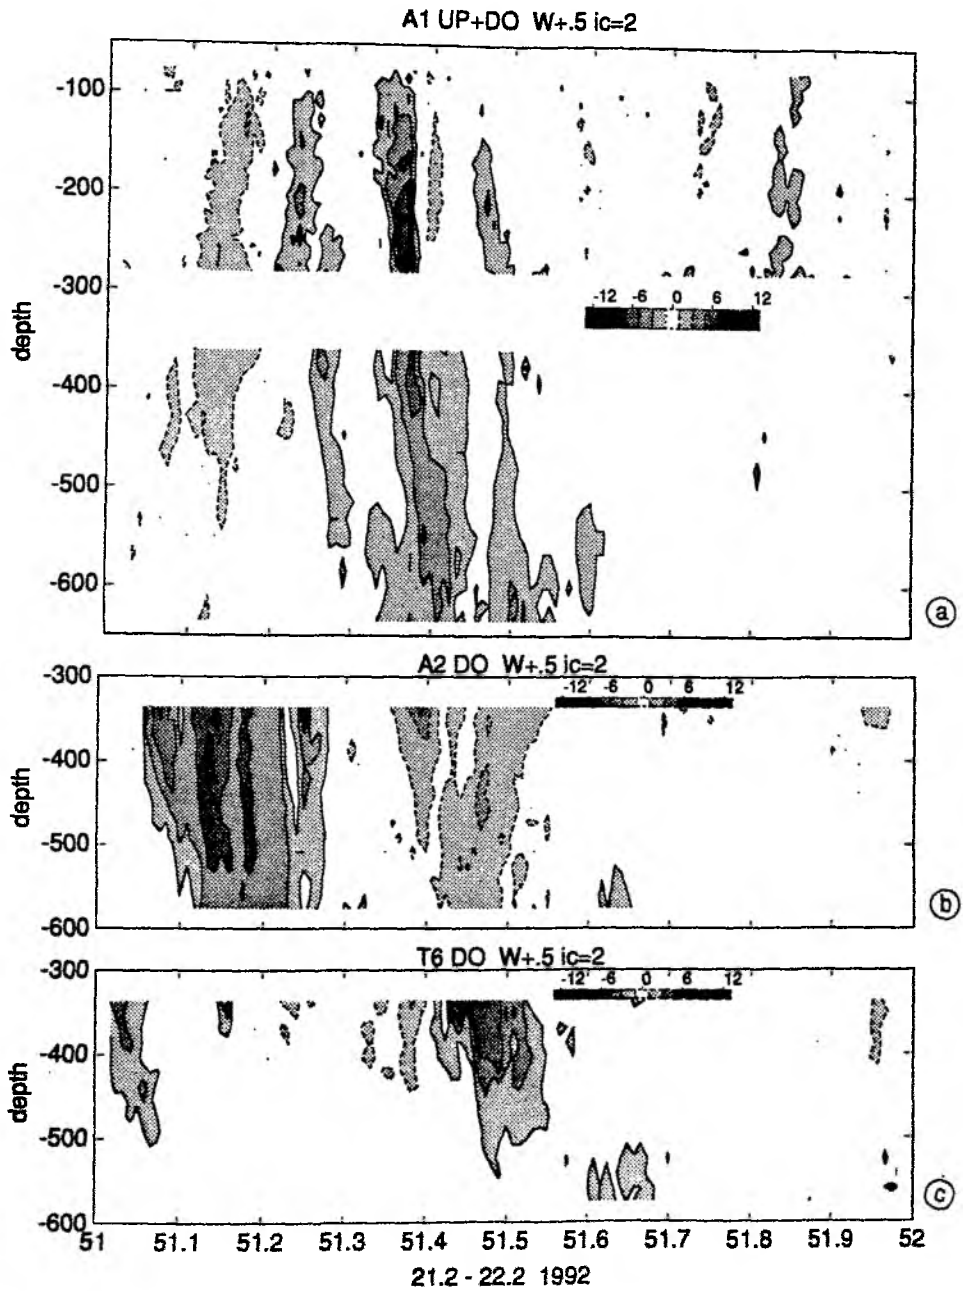 A1 UP+DO W+.5 ic=2
-100
-200
-300
-400
-500
-600
depth
-12 -6 0 6 12
a
A2 DO W+.5 ic=2
-300
-400
-500
-600
depth
-12 -6 0 6 12
b
T6 DO W+.5 ic=2
-300
-400
-500
-600
depth
-12 -6 0 6 12
c
51 51.1 51.2 51.3 51.4 51.5 51.6 51.7 51.8 51.9 52
21.2 - 22.2 1992